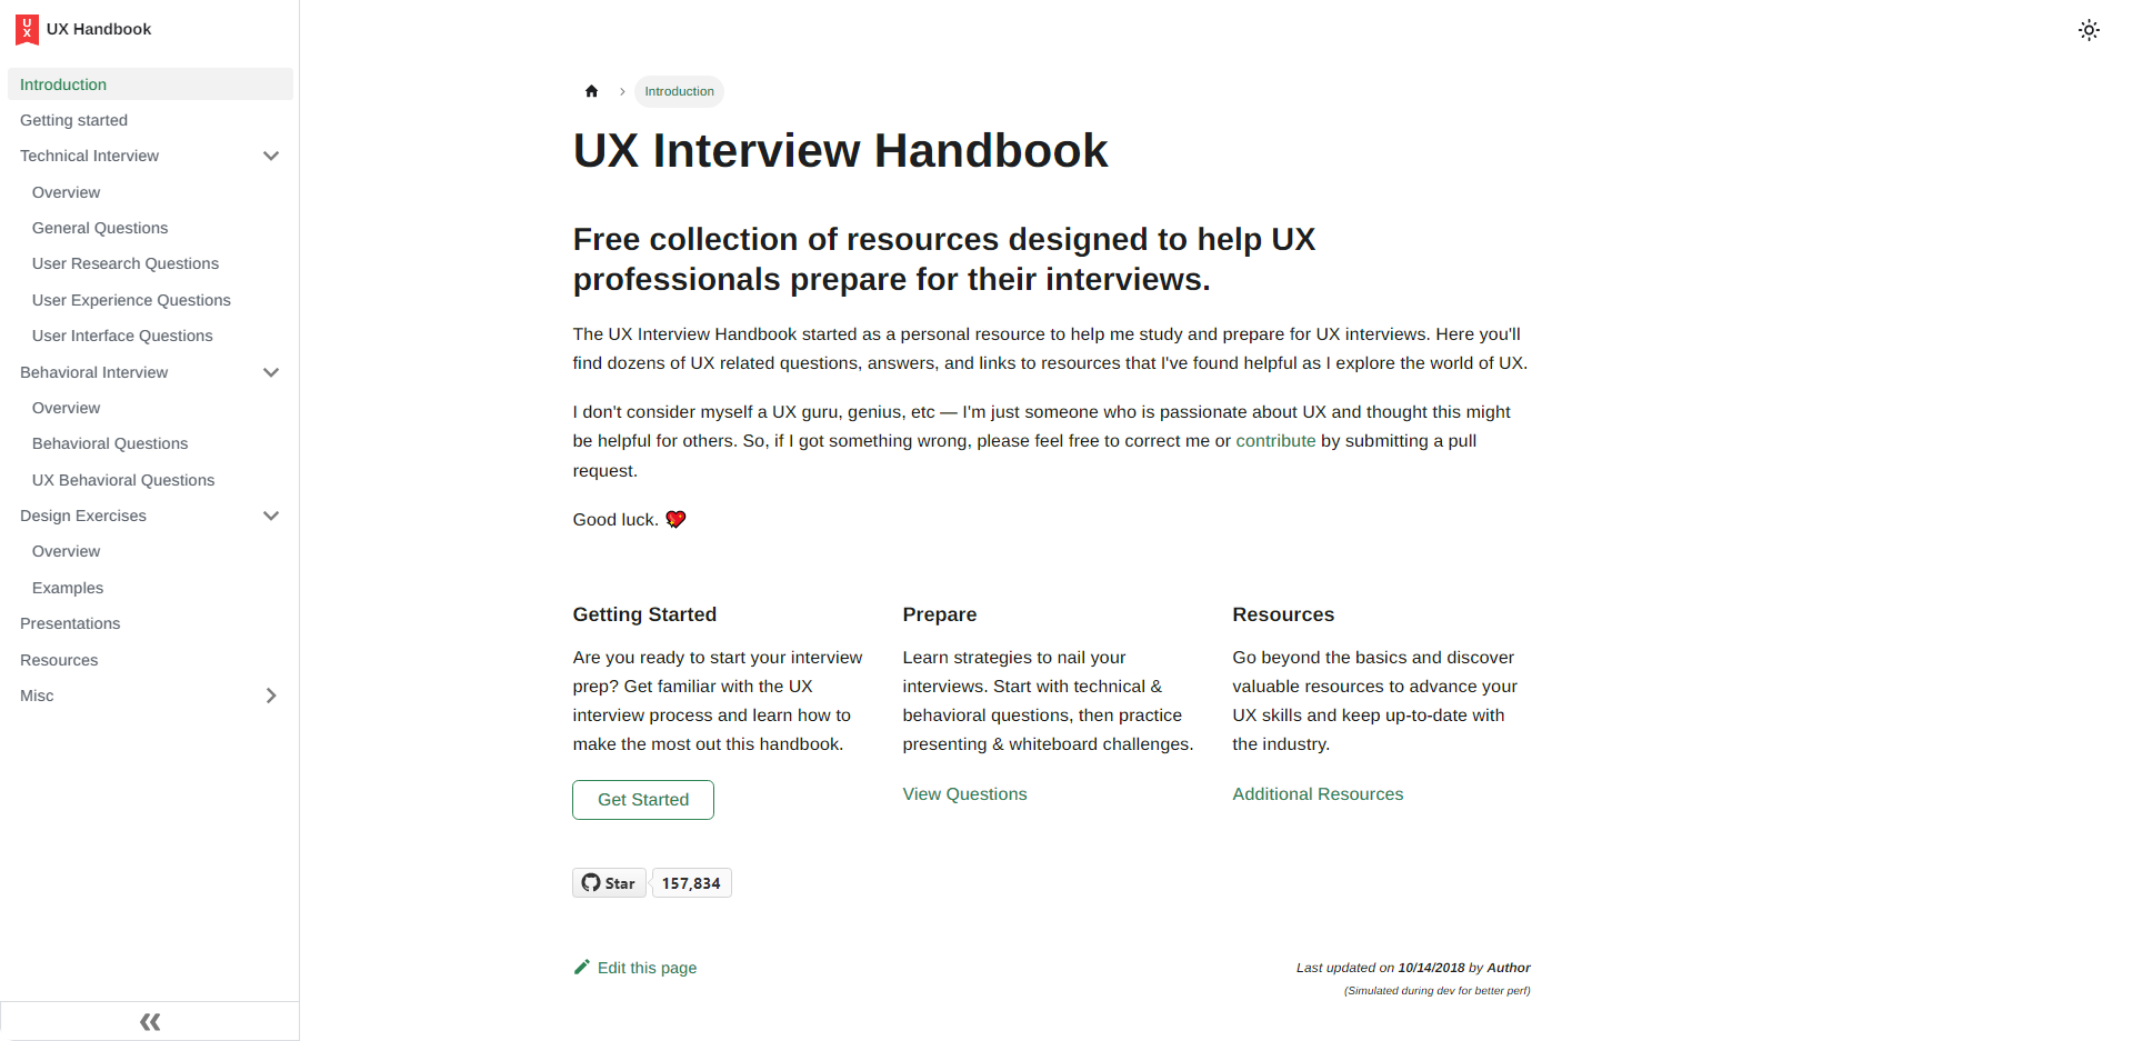 UX Handbook
Introduction
Getting started
Technical Interview
Overview
General Questions
User Research Questions
User Experience Questions
User Interface Questions
Behavioral Interview
Overview
Behavioral Questions
UX Behavioral Questions
Design Exercises
Overview
Examples
Presentations
Resources
Misc
Introduction
UX Interview Handbook
Free collection of resources designed to help UX
professionals prepare for their interviews.
The UX Interview Handbook started as a personal resource to help me study and prepare for UX interviews. Here you'll
find dozens of UX related questions, answers, and links to resources that I've found helpful as I explore the world of UX.
I don't consider myself a UX guru, genius, etc — I'm just someone who is passionate about UX and thought this might
be helpful for others. So, if I got something wrong, please feel free to correct me or contribute by submitting a pull
request.
Good luck. 💘
Getting Started
Are you ready to start your interview
prep? Get familiar with the UX
interview process and learn how to
make the most out this handbook.
Get Started
Prepare
Learn strategies to nail your
interviews. Start with technical &
behavioral questions, then practice
presenting & whiteboard challenges.
View Questions
Resources
Go beyond the basics and discover
valuable resources to advance your
UX skills and keep up-to-date with
the industry.
Additional Resources
Star 157,834
Edit this page
Last updated on 10/14/2018 by Author
(Simulated during dev for better perf)